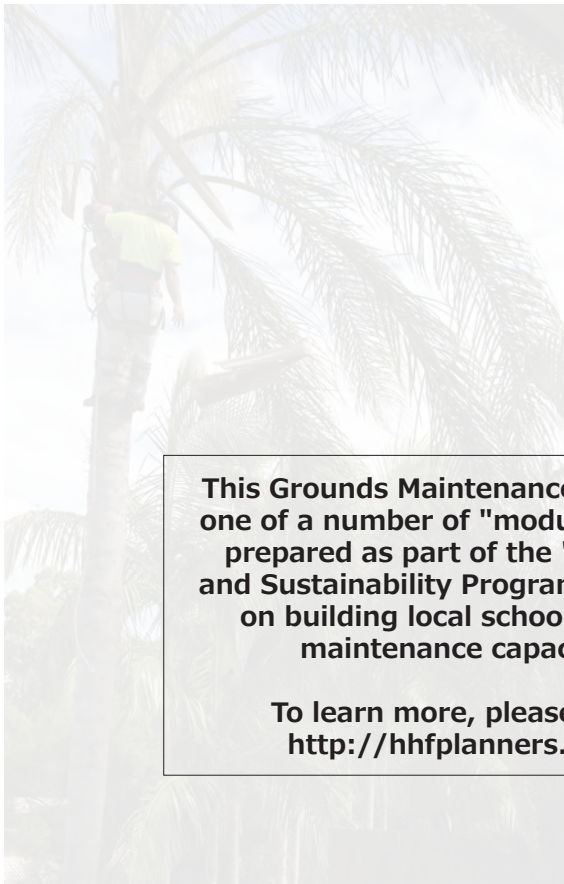 This Grounds Maintenance
one of a number of "modu
prepared as part of the "
and Sustainability Progra
on building local schoo
maintenance capac
To learn more, please
http://hhfplanners.